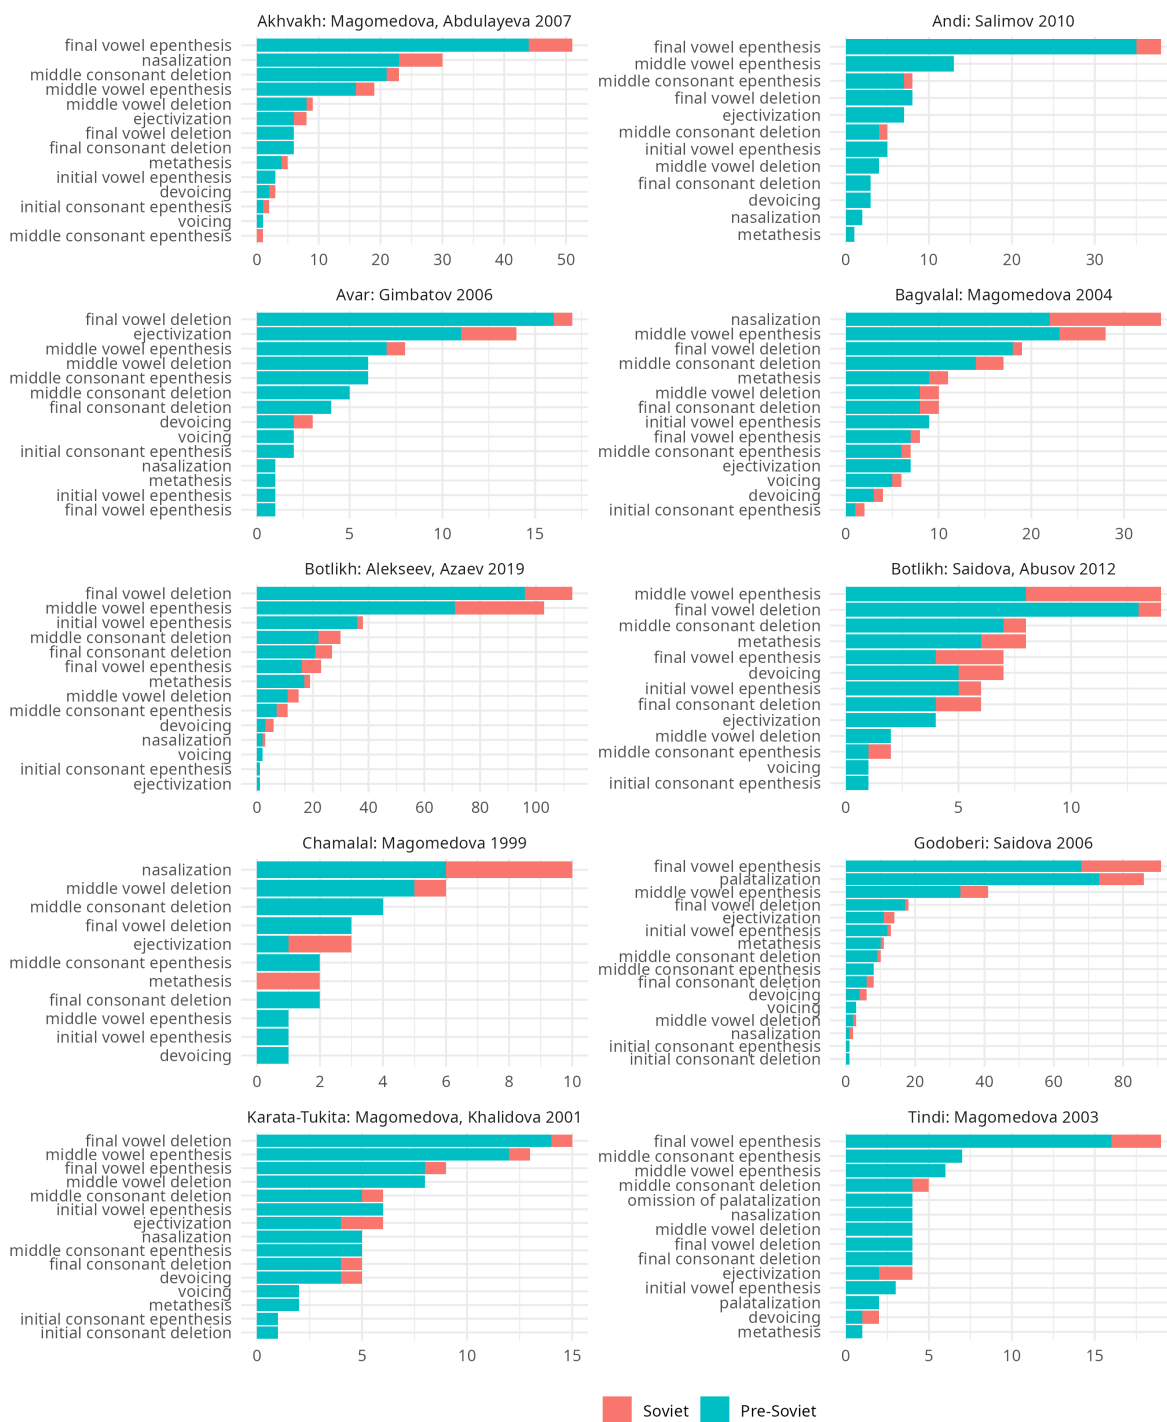 Akhvakh: Magomedova, Abdulayeva 2007
final vowel epenthesis
nasalization
middle consonant deletion
middle vowel epenthesis
middle vowel deletion
ejectivization
final vowel deletion
final consonant deletion
metathesis
initial vowel epenthesis
devoicing
initial consonant epenthesis
voicing
middle consonant epenthesis
0 10 20 30 40 50
Andi: Salimov 2010
final vowel epenthesis
middle vowel epenthesis
middle consonant epenthesis
final vowel deletion
ejectivization
middle consonant deletion
initial vowel epenthesis
middle vowel deletion
final consonant deletion
devoicing
nasalization
metathesis
0 10 20 30
Avar: Gimbatov 2006
final vowel deletion
ejectivization
middle vowel epenthesis
middle vowel deletion
middle consonant epenthesis
middle consonant deletion
final consonant deletion
devoicing
voicing
initial consonant epenthesis
nasalization
metathesis
initial vowel epenthesis
final vowel epenthesis
0 5 10 15
Bagvalal: Magomedova 2004
nasalization
middle vowel epenthesis
final vowel deletion
middle consonant deletion
metathesis
middle vowel deletion
final consonant deletion
initial vowel epenthesis
final vowel epenthesis
middle consonant epenthesis
ejectivization
voicing
devoicing
initial consonant epenthesis
0 10 20 30
Botlikh: Alekseev, Azaev 2019
final vowel deletion
middle vowel epenthesis
initial vowel epenthesis
middle consonant deletion
final consonant deletion
final vowel epenthesis
metathesis
middle vowel deletion
middle consonant epenthesis
devoicing
nasalization
voicing
initial consonant epenthesis
ejectivization
0 20 40 60 80 100
Botlikh: Saidova, Abusov 2012
middle vowel epenthesis
final vowel deletion
middle consonant deletion
metathesis
final vowel epenthesis
devoicing
initial vowel epenthesis
final consonant deletion
ejectivization
middle vowel deletion
middle consonant epenthesis
voicing
initial consonant epenthesis
0 5 10
Chamalal: Magomedova 1999
nasalization
middle vowel deletion
middle consonant deletion
final vowel deletion
ejectivization
middle consonant epenthesis
metathesis
final consonant deletion
middle vowel epenthesis
initial vowel epenthesis
devoicing
0 2 4 6 8 10
Godoberi: Saidova 2006
final vowel epenthesis
palatalization
middle vowel epenthesis
final vowel deletion
ejectivization
initial vowel epenthesis
metathesis
middle consonant deletion
middle consonant epenthesis
final consonant deletion
devoicing
voicing
middle vowel deletion
nasalization
initial consonant epenthesis
initial consonant deletion
0 20 40 60 80
Karata-Tukita: Magomedova, Khalidova 2001
final vowel deletion
middle vowel epenthesis
final vowel epenthesis
middle vowel deletion
middle consonant deletion
initial vowel epenthesis
ejectivization
nasalization
middle consonant epenthesis
final consonant deletion
devoicing
voicing
metathesis
initial consonant epenthesis
initial consonant deletion
0 5 10 15
Tindi: Magomedova 2003
final vowel epenthesis
middle consonant epenthesis
middle vowel epenthesis
middle consonant deletion
omission of palatalization
nasalization
middle vowel deletion
final vowel deletion
final consonant deletion
ejectivization
initial vowel epenthesis
palatalization
devoicing
metathesis
0 5 10 15
Soviet Pre-Soviet